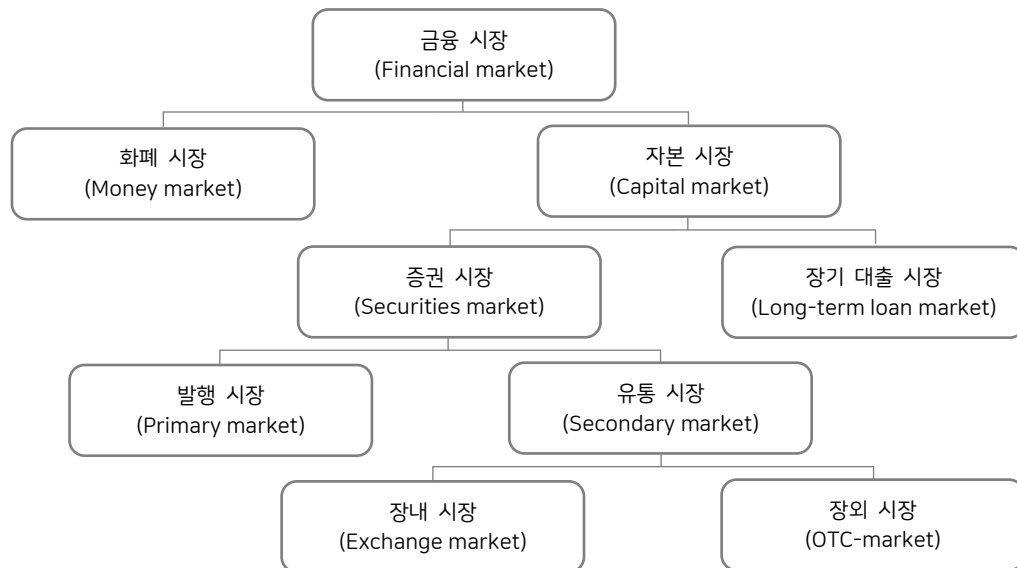 금융 시장
(Financial market)
화폐 시장
(Money market)
자본 시장
(Capital market)
증권 시장
(Securities market)
장기 대출 시장
(Long-term loan market)
발행 시장
(Primary market)
유통 시장
(Secondary market)
장내 시장
(Exchange market)
장외 시장
(OTC-market)